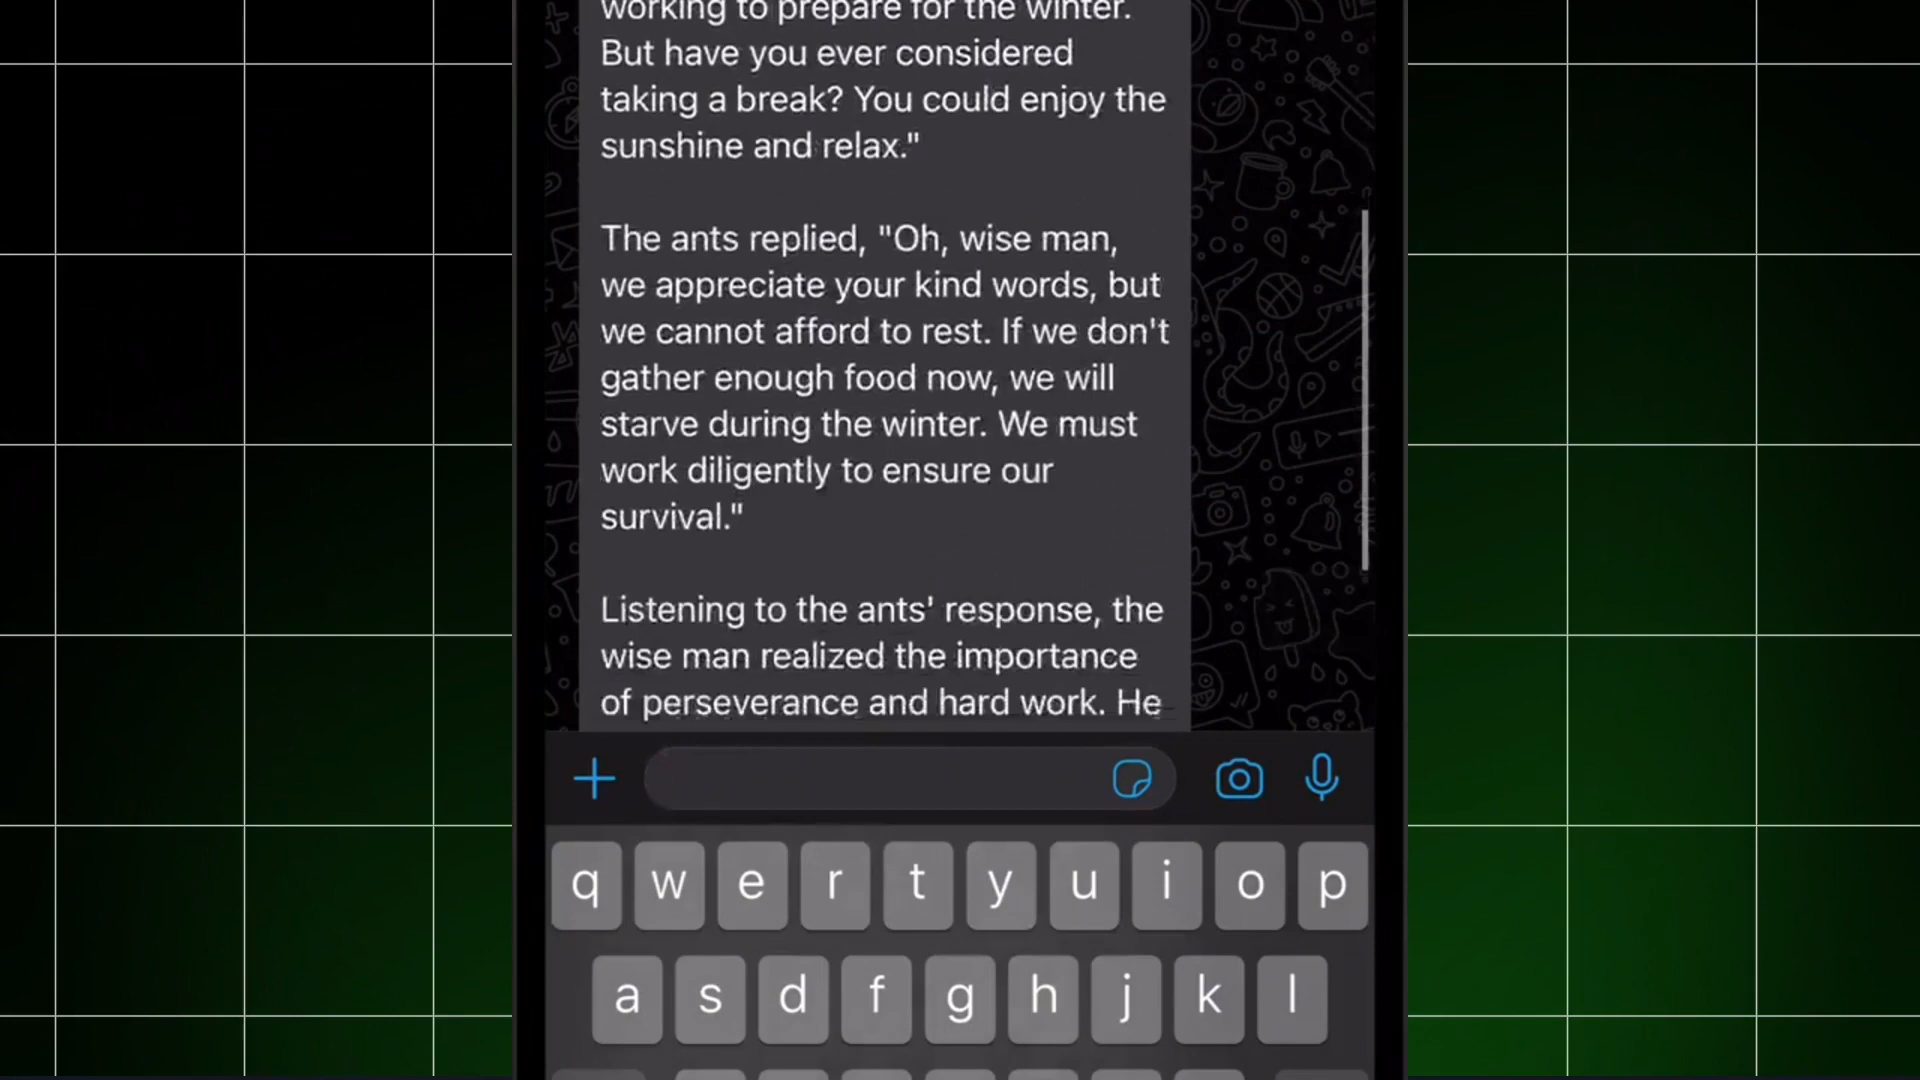 working to prepare for the winter.
But have you ever considered
taking a break? You could enjoy the
sunshine and relax."
The ants replied, "Oh, wise man,
we appreciate your kind words, but
we cannot afford to rest. If we don't
gather enough food now, we will
starve during the winter. We must
work diligently to ensure our
survival."
Listening to the ants' response, the
wise man realized the importance
of perseverance and hard work. He
q w e r t y u i o p
a s d f g h j k l